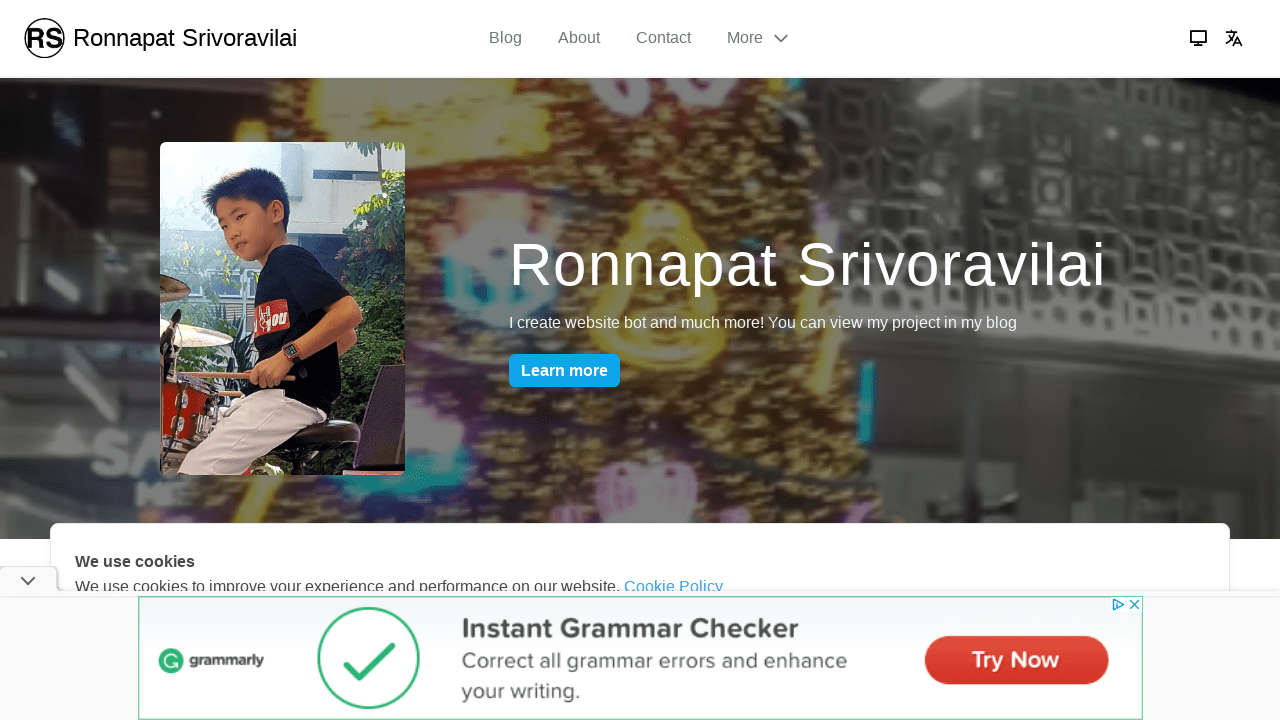 RS Ronnapat Srivoravilai
Blog
About
Contact
More
Ronnapat Srivoravilai
I create website bot and much more! You can view my project in my blog
Learn more
We use cookies
We use cookies to improve your experience and performance on our website. Cookie Policy
grammarly
Instant Grammar Checker
Correct all grammar errors and enhance
your writing.
Try Now